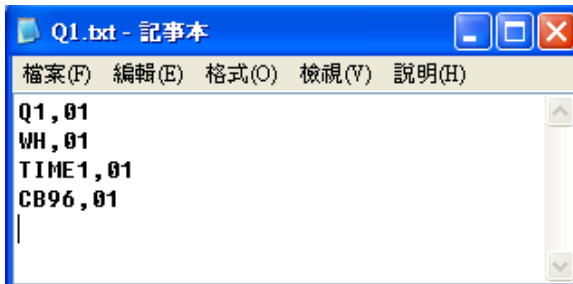 Q1.txt - 記事本
檔案(F) 編輯(E) 格式(O) 檢視(V) 說明(H)
Q1,01
WH,01
TIME1,01
CB96,01